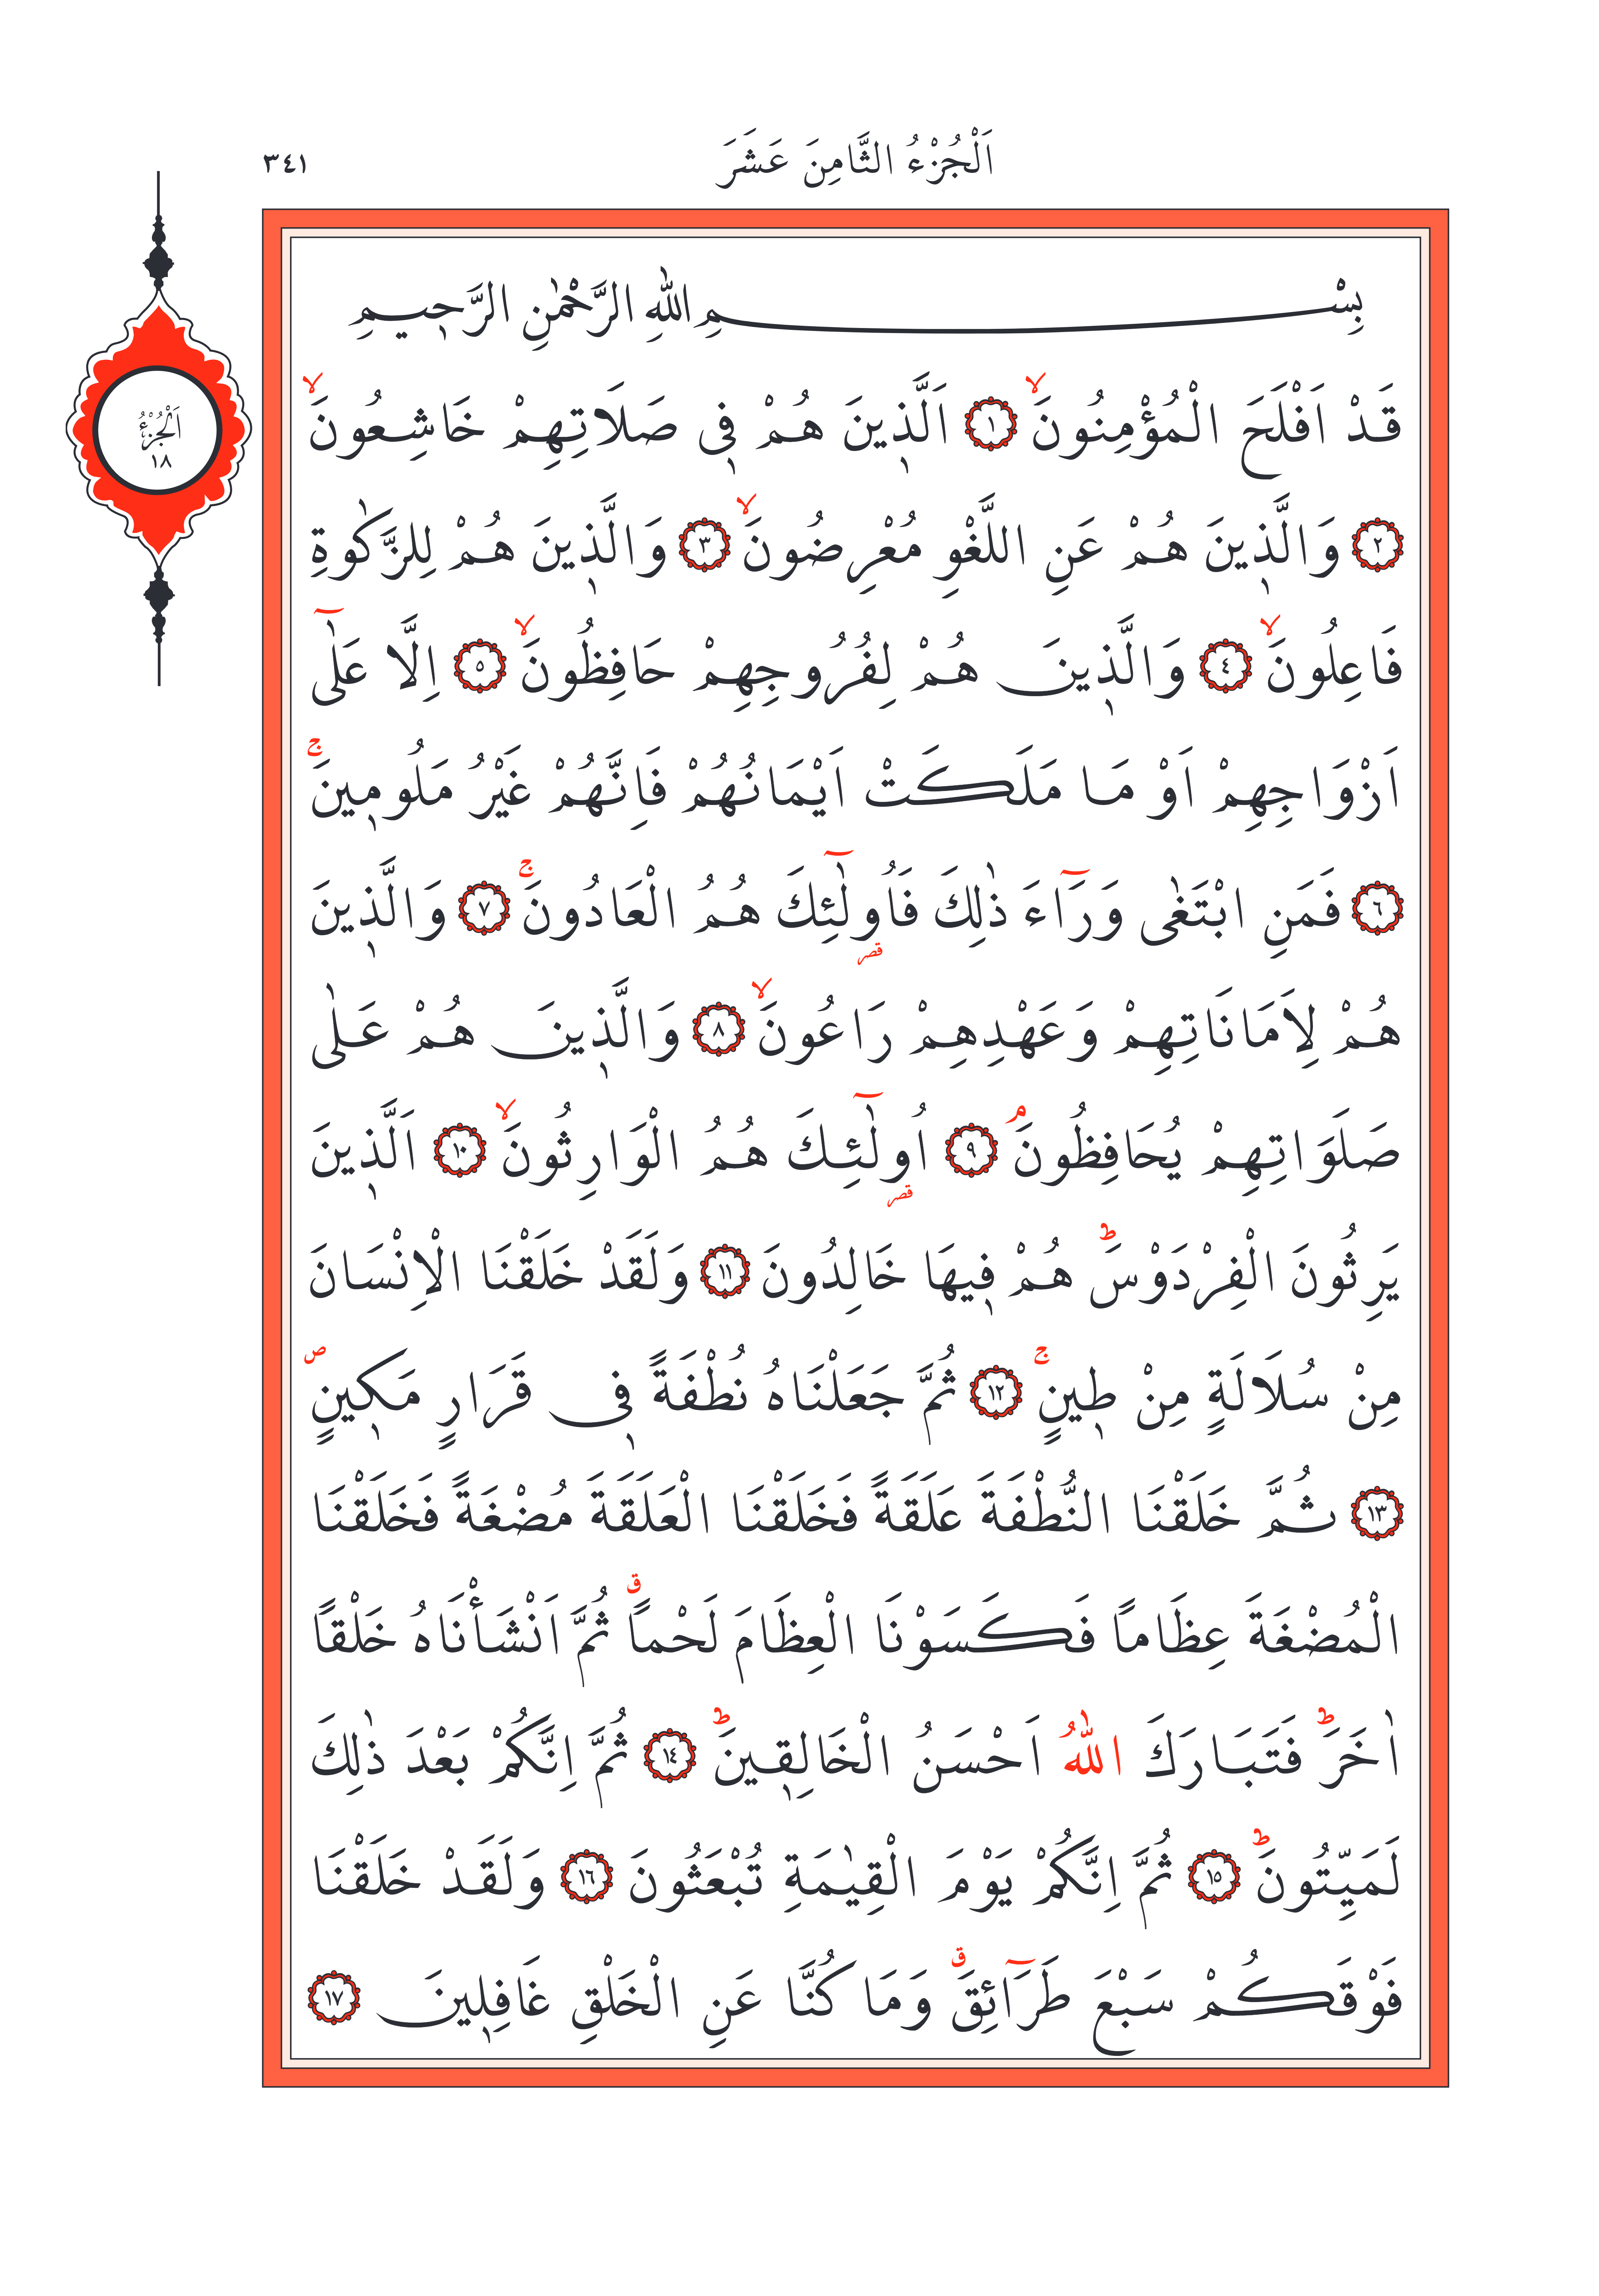 اَلْجُزْءُ الثَّامِنَ عَشَرَ
٣٤١
اَلْجُزْءُ
١٨
بِسْمِ اللّٰهِ الرَّحْمٰنِ الرَّح۪يمِ
قَدْ اَفْلَحَ الْمُؤْمِنُونَۙ ١ اَلَّذ۪ينَ هُمْ ف۪ي صَلَاتِهِمْ خَاشِعُونَۙ
٢ وَالَّذ۪ينَ هُمْ عَنِ اللَّغْوِ مُعْرِضُونَۙ ٣ وَالَّذ۪ينَ هُمْ لِلزَّكٰوةِ
فَاعِلُونَۙ ٤ وَالَّذ۪ينَ هُمْ لِفُرُوجِهِمْ حَافِظُونَۙ ٥ اِلَّا عَلٰٓى
اَزْوَاجِهِمْ اَوْ مَا مَلَكَتْ اَيْمَانُهُمْ فَاِنَّهُمْ غَيْرُ مَلُوم۪ينَۚ
٦ فَمَنِ ابْتَغٰى وَرَٓاءَ ذٰلِكَ فَاُو۬لٰٓئِكَ هُمُ الْعَادُونَۚ ٧ وَالَّذ۪ينَ
هُمْ لِاَمَانَاتِهِمْ وَعَهْدِهِمْ رَاعُونَۙ ٨ وَالَّذ۪ينَ هُمْ عَلٰى
صَلَوَاتِهِمْ يُحَافِظُونَۢ ٩ اُو۬لٰٓئِكَ هُمُ الْوَارِثُونَۙ ١٠ اَلَّذ۪ينَ
يَرِثُونَ الْفِرْدَوْسَۜ هُمْ ف۪يهَا خَالِدُونَ ١١ وَلَقَدْ خَلَقْنَا الْاِنْسَانَ
مِنْ سُلَالَةٍ مِنْ ط۪ينٍۚ ١٢ ثُمَّ جَعَلْنَاهُ نُطْفَةً ف۪ي قَرَارٍ مَك۪ينٍۖ
١٣ ثُمَّ خَلَقْنَا النُّطْفَةَ عَلَقَةً فَخَلَقْنَا الْعَلَقَةَ مُضْغَةً فَخَلَقْنَا
الْمُضْغَةَ عِظَاماً فَكَسَوْنَا الْعِظَامَ لَحْماًۗ ثُمَّ اَنْشَأْنَاهُ خَلْقاً
اٰخَرَۜ فَتَبَارَكَ اللّٰهُ اَحْسَنُ الْخَالِق۪ينَۜ ١٤ ثُمَّ اِنَّكُمْ بَعْدَ ذٰلِكَ
لَمَيِّتُونَۜ ١٥ ثُمَّ اِنَّكُمْ يَوْمَ الْقِيٰمَةِ تُبْعَثُونَ ١٦ وَلَقَدْ خَلَقْنَا
فَوْقَكُمْ سَبْعَ طَرَٓائِقَۗ وَمَا كُنَّا عَنِ الْخَلْقِ غَافِل۪ينَ ١٧